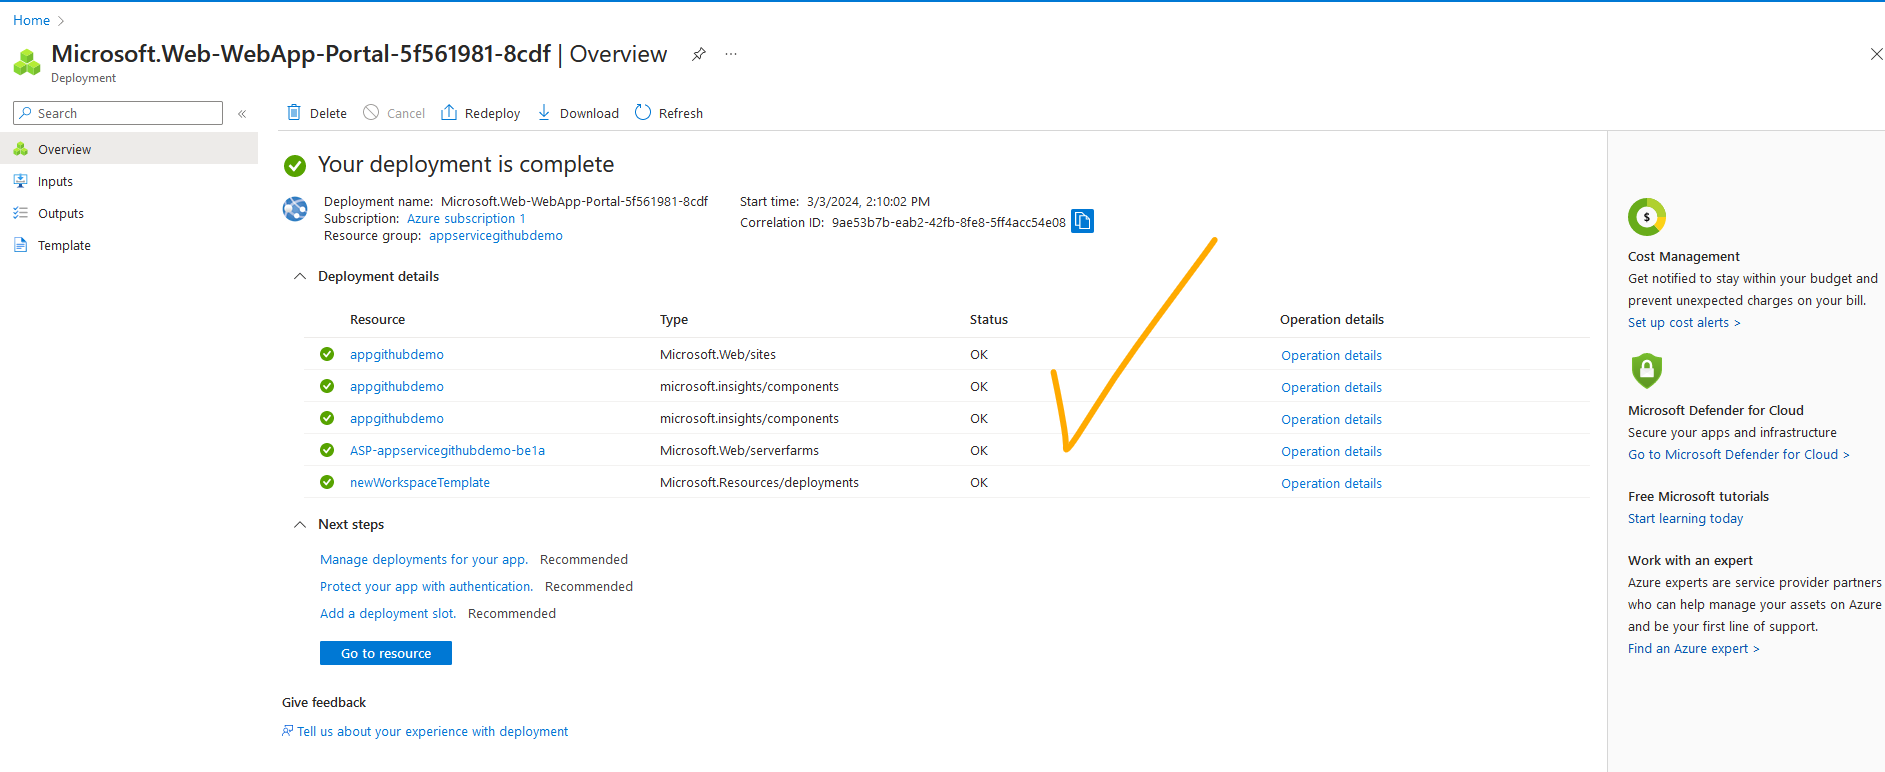 Home >
Microsoft.Web-WebApp-Portal-5f561981-8cdf | Overview ...
Deployment
Search «
Overview
Inputs
Outputs
Template
Delete Cancel Redeploy Download Refresh
Your deployment is complete
Deployment name: Microsoft.Web-WebApp-Portal-5f561981-8cdf
Subscription: Azure subscription 1
Resource group: appservicegithubdemo
Start time: 3/3/2024, 2:10:02 PM
Correlation ID: 9ae53b7b-eab2-42fb-8fe8-5ff4acc54e08
Deployment details
Resource Type Status Operation details
appgithubdemo Microsoft.Web/sites OK Operation details
appgithubdemo microsoft.insights/components OK Operation details
appgithubdemo microsoft.insights/components OK Operation details
ASP-appservicegithubdemo-be1a Microsoft.Web/serverfarms OK Operation details
newWorkspaceTemplate Microsoft.Resources/deployments OK Operation details
Next steps
Manage deployments for your app. Recommended
Protect your app with authentication. Recommended
Add a deployment slot. Recommended
Go to resource
Give feedback
Tell us about your experience with deployment
$
Cost Management
Get notified to stay within your budget and
prevent unexpected charges on your bill.
Set up cost alerts >
Microsoft Defender for Cloud
Secure your apps and infrastructure
Go to Microsoft Defender for Cloud >
Free Microsoft tutorials
Start learning today
Work with an expert
Azure experts are service provider partners
who can help manage your assets on Azure
and be your first line of support.
Find an Azure expert >